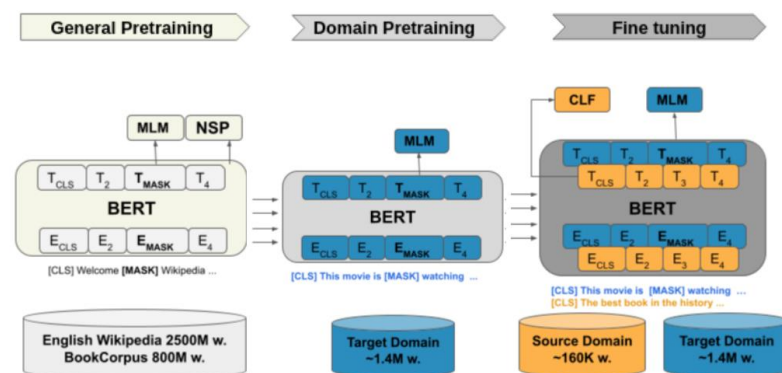 General Pretraining
Domain Pretraining
Fine tuning
MLM
NSP
T_CLS T_2 T_MASK T_4
BERT
E_CLS E_2 E_MASK E_4
[CLS] Welcome [MASK] Wikipedia ...
English Wikipedia 2500M w.
BookCorpus 800M w.
MLM
T_CLS T_2 T_MASK T_4
BERT
E_CLS E_2 E_MASK E_4
[CLS] This movie is [MASK] watching ...
Target Domain
~1.4M w.
CLF
MLM
T_CLS T_2 T_MASK T_4
T_CLS T_2 T_3 T_4
BERT
E_CLS E_2 E_MASK E_4
E_CLS E_2 E_3 E_4
[CLS] This movie is [MASK] watching ...
[CLS] The best book in the history ...
Source Domain
~160K w.
Target Domain
~1.4M w.